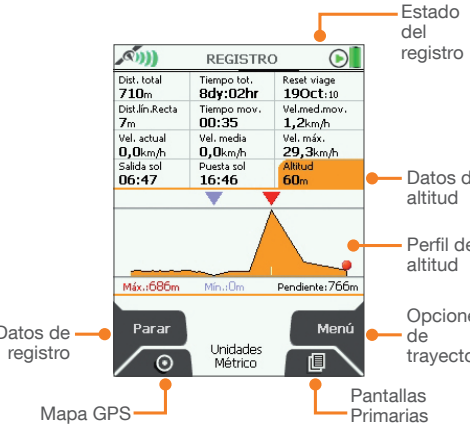 Estado
del
registro
REGISTRO
Dist. total
Tiempo tot.
Reset viage
710m
8dy:02hr
19Oct:10
Dist.lín.Recta
Tiempo mov.
Vel.med.mov.
7m
00:35
1,2km/h
Vel. actual
Vel. media
Vel. máx.
0,0km/h
0,0km/h
29,3km/h
Salida sol
Puesta sol
Altitud
06:47
16:46
60m
Datos d
altitud
Perfil de
altitud
Máx.:686m
Mín.:0m
Pendiente:766m
Parar
Menú
Unidades
Métrico
Datos de
registro
Opcione
de
trayecto
Mapa GPS
Pantallas
Primarias